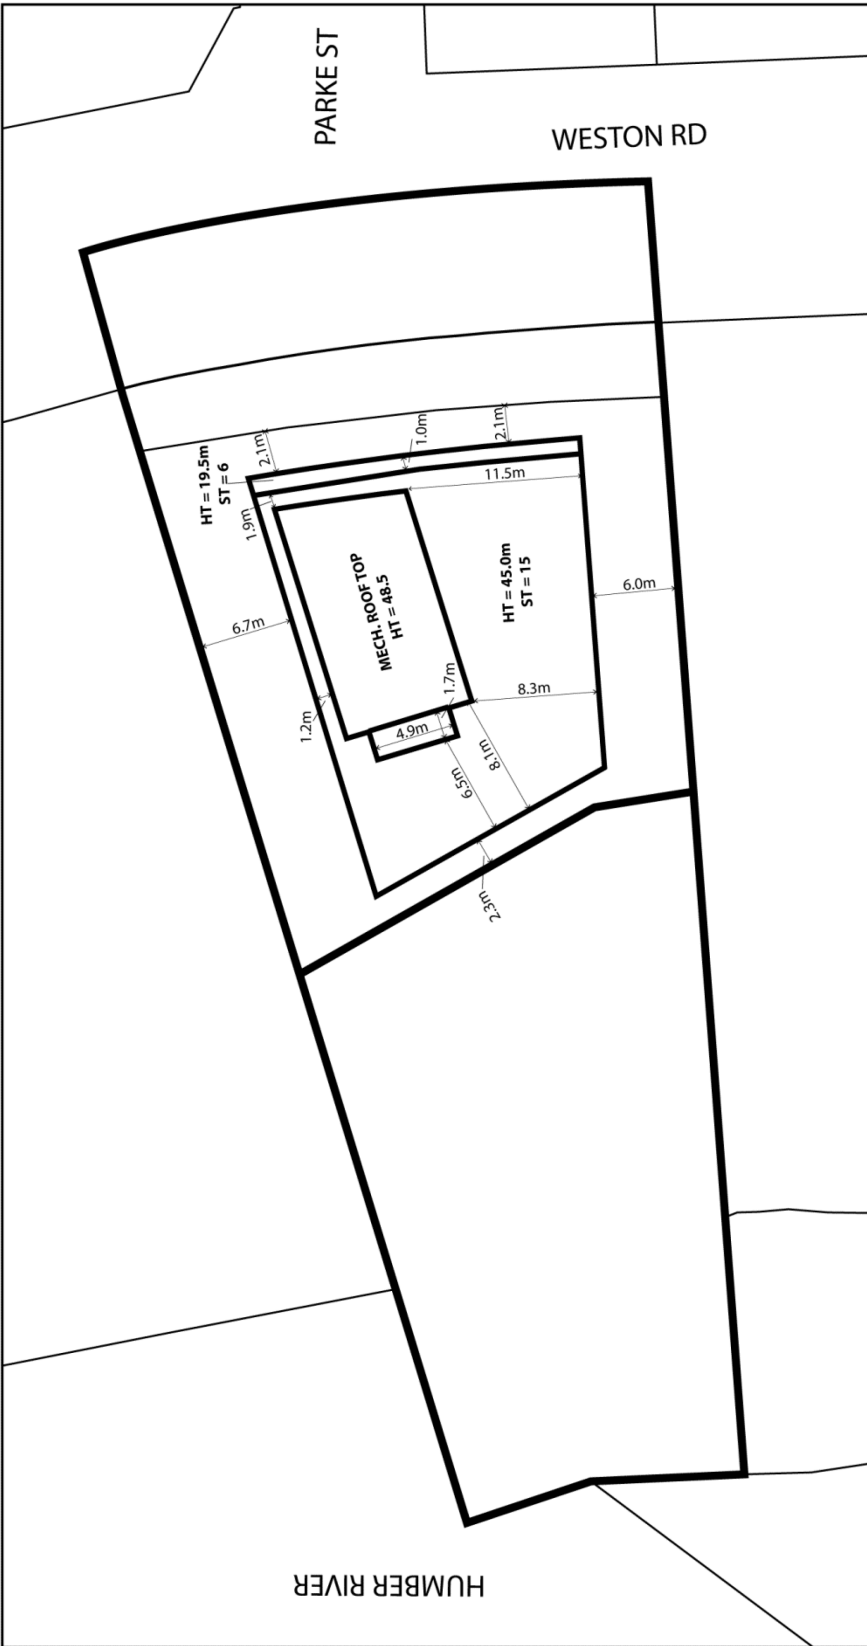 PARKE ST
WESTON RD
HT = 19.5m
ST = 6
2.1m
1.0m
2.1m
11.5m
1.9m
MECH. ROOF TOP
HT = 48.5
HT = 45.0m
ST = 15
6.0m
6.7m
1.7m
8.3m
1.2m
4.9m
8.1m
6.5m
2.3m
HUMBER RIVER